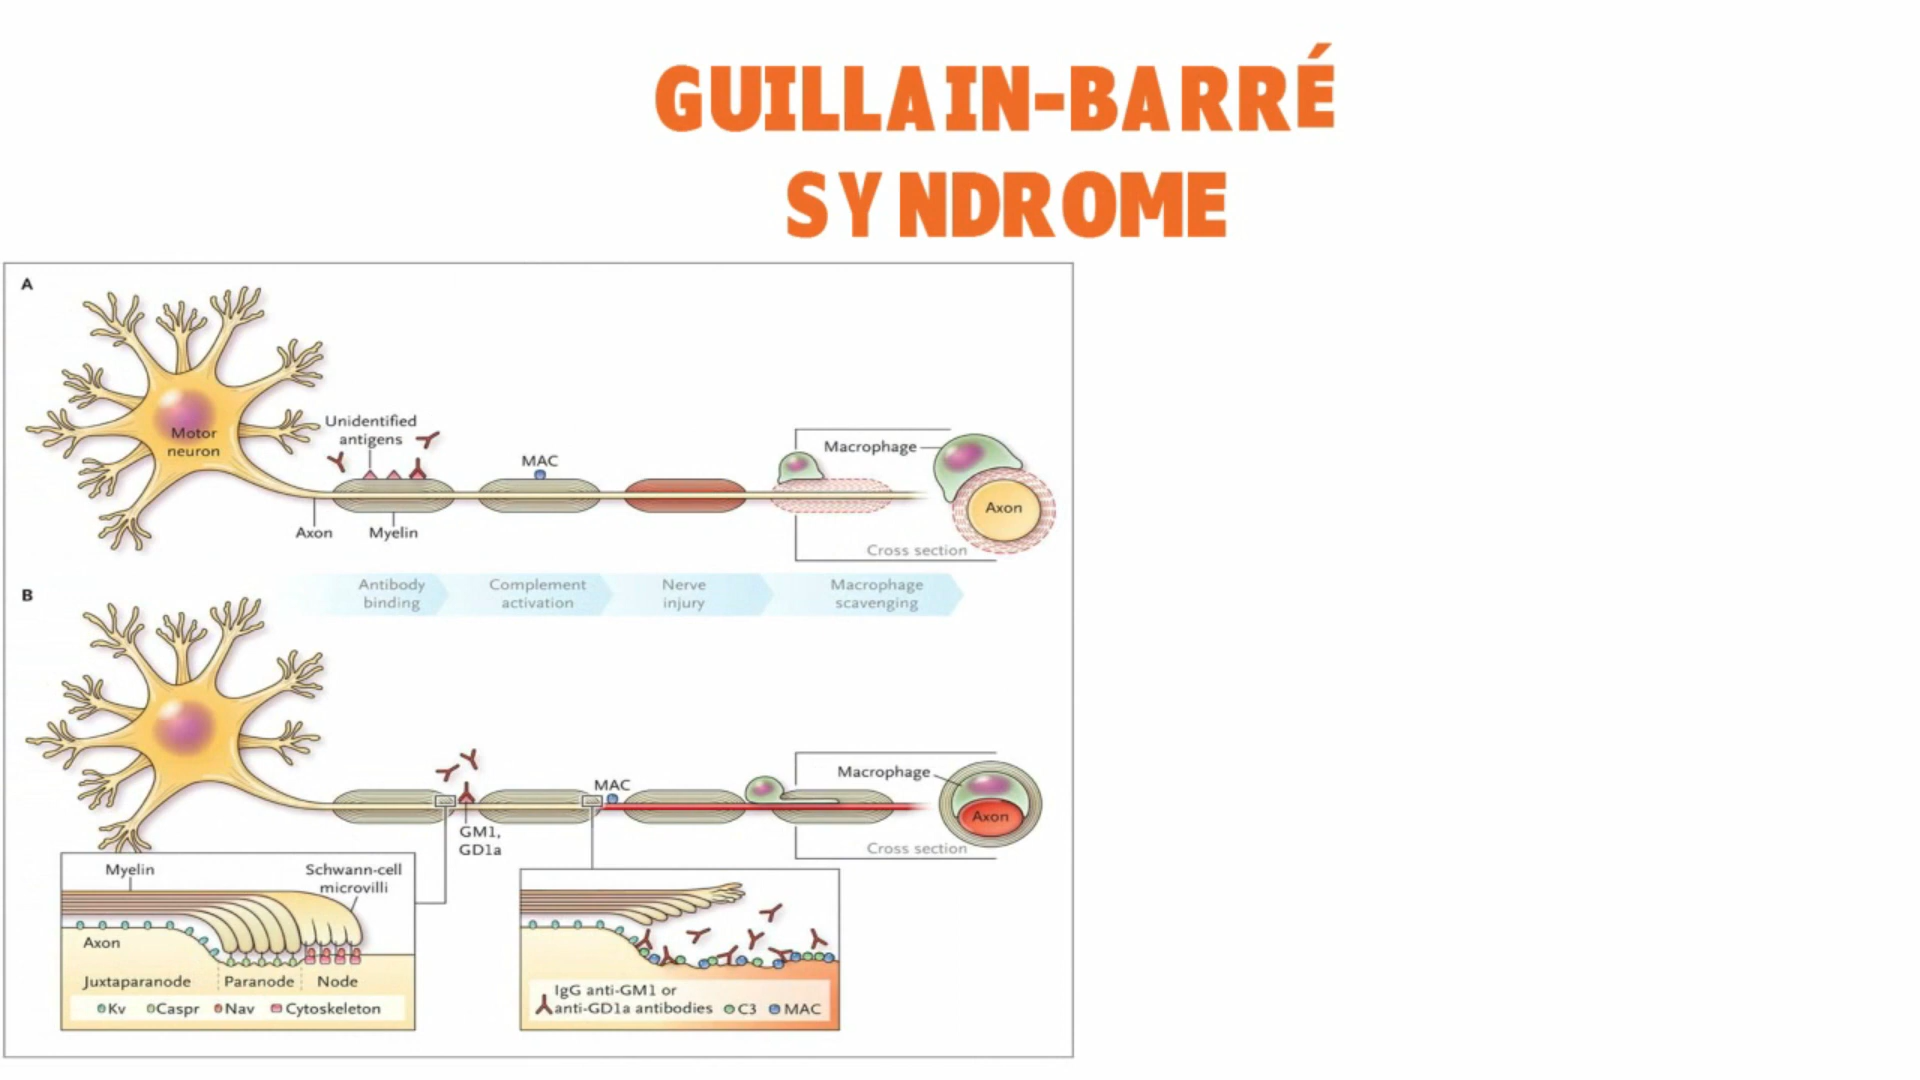 GUILLAIN-BARRÉ
SYNDROME
A
Motor
neuron
Unidentified
antigens
MAC
Macrophage
Axon
Axon
Myelin
Cross section
Antibody
binding
Complement
activation
Nerve
injury
Macrophage
scavenging
B
MAC
Macrophage
GM1,
GD1a
Axon
Cross section
Myelin
Schwann-cell
microvilli
Axon
Juxtaparanode
Paranode
Node
Kv Caspr Nav Cytoskeleton
IgG anti-GM1 or
anti-GD1a antibodies C3 MAC